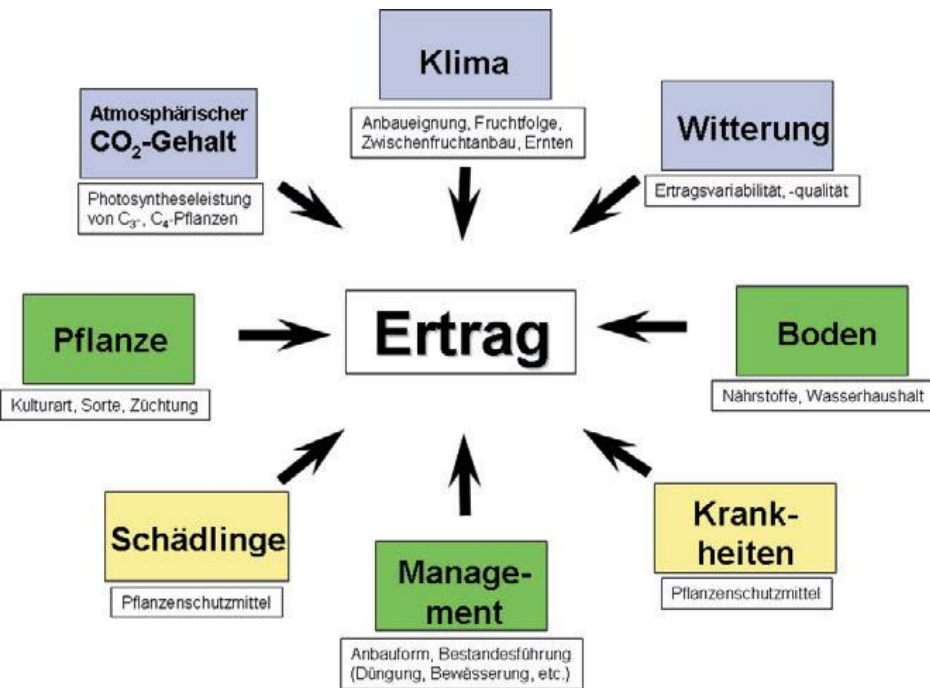 Klima
Anbaueignung, Fruchtfolge,
Zwischenfruchtanbau, Ernten
Atmosphärischer
CO₂-Gehalt
Photosyntheseleistung
von C₃-, C₄-Pflanzen
Witterung
Ertragsvariabilität, -qualität
Pflanze
Kulturart, Sorte, Züchtung
Ertrag
Boden
Nährstoffe, Wasserhaushalt
Schädlinge
Pflanzenschutzmittel
Manage-
ment
Anbauform, Bestandesführung
(Düngung, Bewässerung, etc.)
Krank-
heiten
Pflanzenschutzmittel